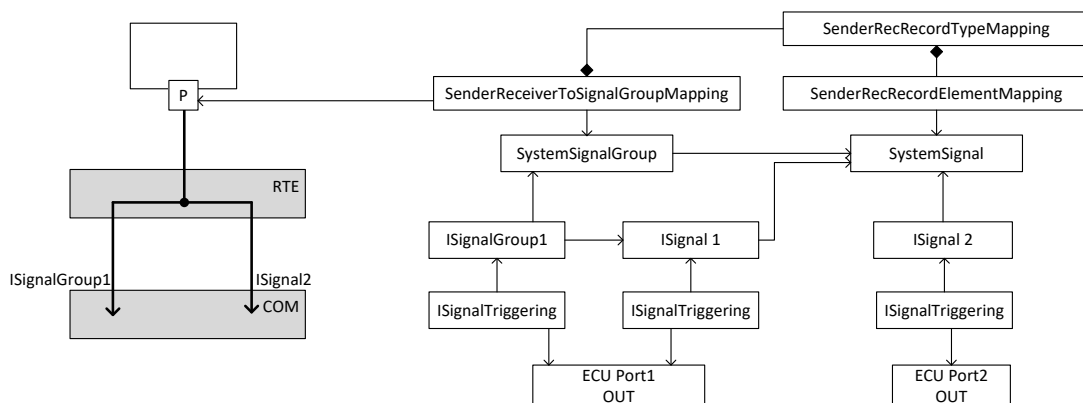 SenderRecRecordTypeMapping
P
SenderReceiverToSignalGroupMapping
SenderRecRecordElementMapping
SystemSignalGroup
SystemSignal
RTE
ISignalGroup1
ISignal 1
ISignal 2
ISignalGroup1
ISignal2
COM
ISignalTriggering
ISignalTriggering
ISignalTriggering
ECU Port1
OUT
ECU Port2
OUT